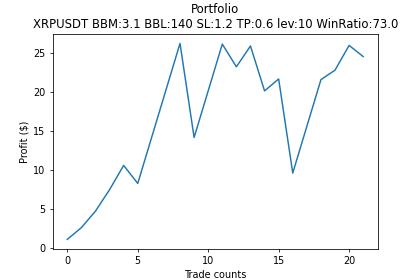 Portfolio
XRPUSDT BBM:3.1 BBL:140 SL:1.2 TP:0.6 lev:10 WinRatio:73.0
Profit ($)
25
20
15
10
5
0
0 5 10 15 20
Trade counts